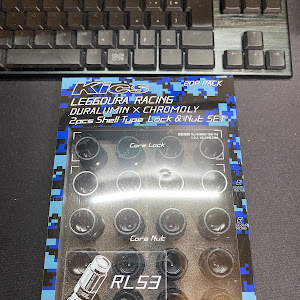 20P PACK
Kics
LEGGDURA RACING
DURALUMIN × CHROMOLY
2pcs Shell Type Lock & Nut SET
Core Lock
Core Nut
RL53